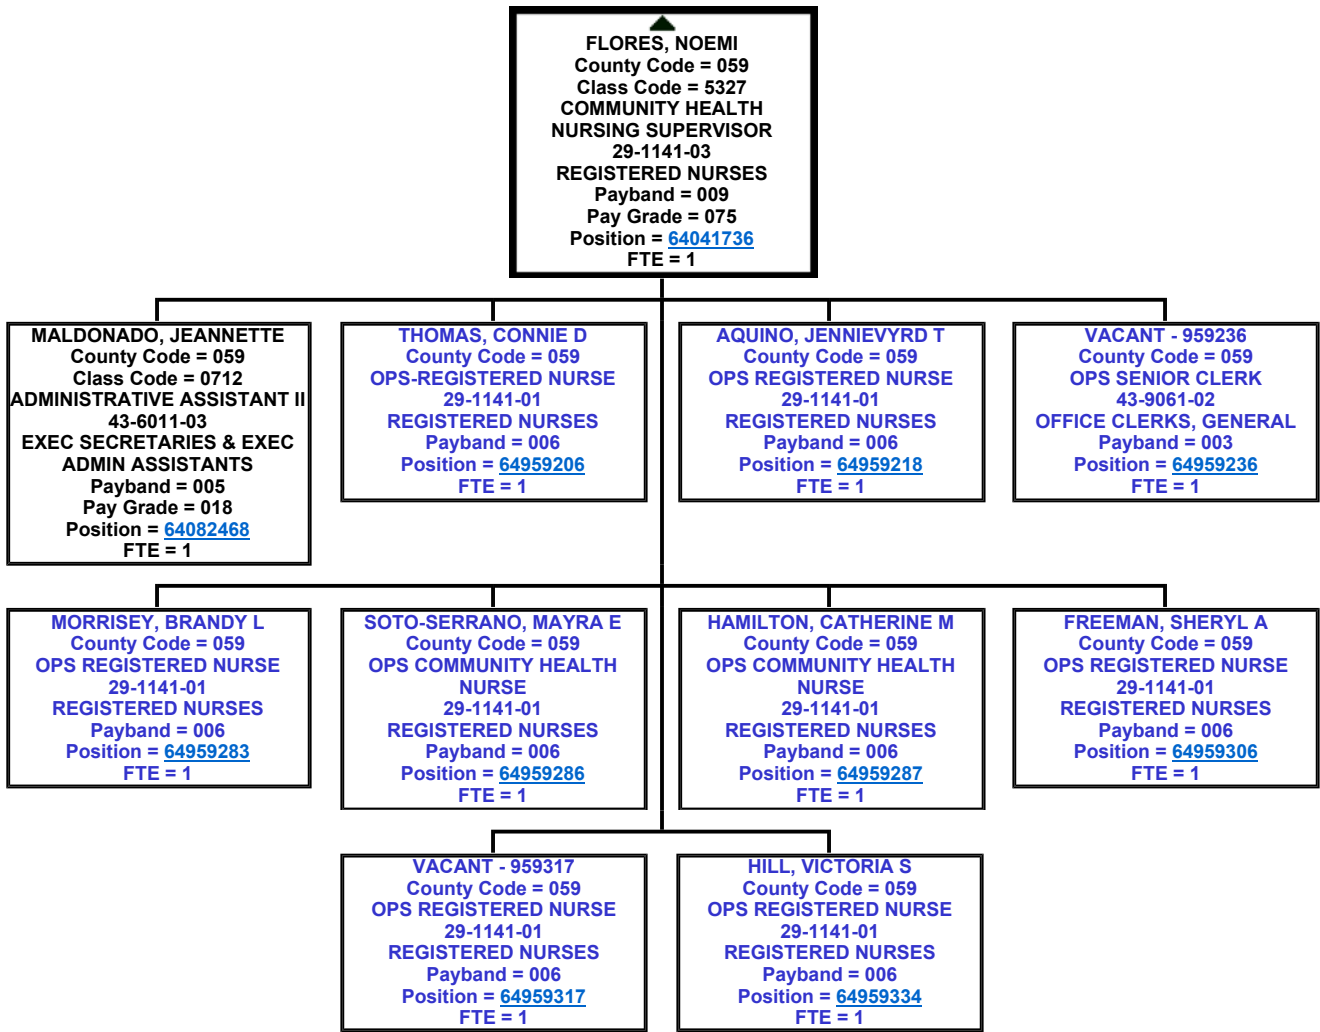 FLORES, NOEMI
County Code = 059
Class Code = 5327
COMMUNITY HEALTH
NURSING SUPERVISOR
29-1141-03
REGISTERED NURSES
Payband = 009
Pay Grade = 075
Position = 64041736
FTE = 1
MALDONADO, JEANNETTE
County Code = 059
Class Code = 0712
ADMINISTRATIVE ASSISTANT II
43-6011-03
EXEC SECRETARIES & EXEC
ADMIN ASSISTANTS
Payband = 005
Pay Grade = 018
Position = 64082468
FTE = 1
THOMAS, CONNIE D
County Code = 059
OPS-REGISTERED NURSE
29-1141-01
REGISTERED NURSES
Payband = 006
Position = 64959206
FTE = 1
AQUINO, JENNIEVYRD T
County Code = 059
OPS REGISTERED NURSE
29-1141-01
REGISTERED NURSES
Payband = 006
Position = 64959218
FTE = 1
VACANT - 959236
County Code = 059
OPS SENIOR CLERK
43-9061-02
OFFICE CLERKS, GENERAL
Payband = 003
Position = 64959236
FTE = 1
MORRISEY, BRANDY L
County Code = 059
OPS REGISTERED NURSE
29-1141-01
REGISTERED NURSES
Payband = 006
Position = 64959283
FTE = 1
SOTO-SERRANO, MAYRA E
County Code = 059
OPS COMMUNITY HEALTH
NURSE
29-1141-01
REGISTERED NURSES
Payband = 006
Position = 64959286
FTE = 1
HAMILTON, CATHERINE M
County Code = 059
OPS COMMUNITY HEALTH
NURSE
29-1141-01
REGISTERED NURSES
Payband = 006
Position = 64959287
FTE = 1
FREEMAN, SHERYL A
County Code = 059
OPS REGISTERED NURSE
29-1141-01
REGISTERED NURSES
Payband = 006
Position = 64959306
FTE = 1
VACANT - 959317
County Code = 059
OPS REGISTERED NURSE
29-1141-01
REGISTERED NURSES
Payband = 006
Position = 64959317
FTE = 1
HILL, VICTORIA S
County Code = 059
OPS REGISTERED NURSE
29-1141-01
REGISTERED NURSES
Payband = 006
Position = 64959334
FTE = 1